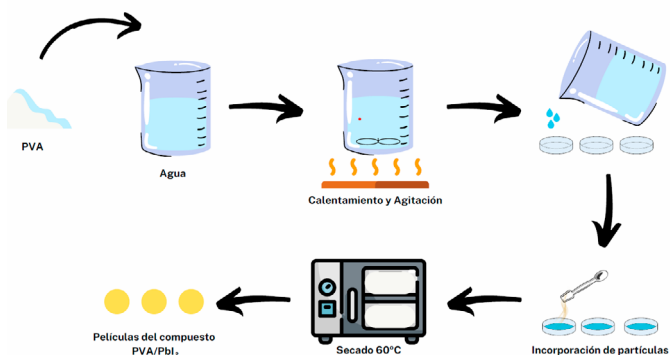 PVA
Agua
Calentamiento y Agitación
Películas del compuesto
PVA/PbI₂
Secado 60°C
Incorporación de partículas